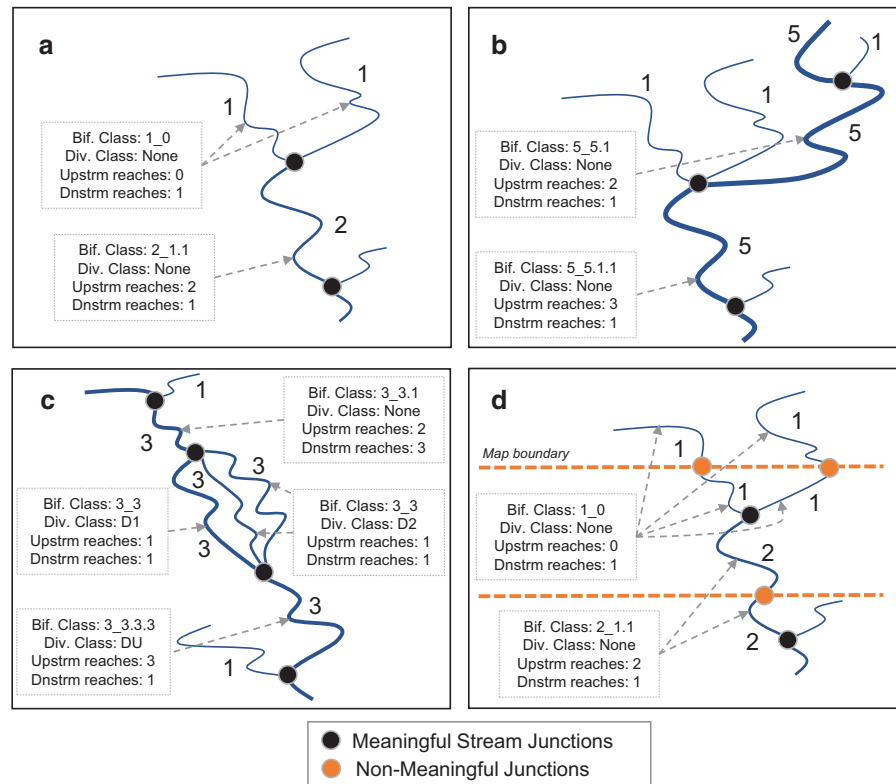 a
1
1
Bif. Class: 1_0
Div. Class: None
Upstrm reaches: 0
Dnstrm reaches: 1
2
Bif. Class: 2_1.1
Div. Class: None
Upstrm reaches: 2
Dnstrm reaches: 1
b
5
1
1
1
5
Bif. Class: 5_5.1
Div. Class: None
Upstrm reaches: 2
Dnstrm reaches: 1
5
Bif. Class: 5_5.1.1
Div. Class: None
Upstrm reaches: 3
Dnstrm reaches: 1
c
1
Bif. Class: 3_3.1
Div. Class: None
Upstrm reaches: 2
Dnstrm reaches: 3
3
3
3
Bif. Class: 3_3
Div. Class: D1
Upstrm reaches: 1
Dnstrm reaches: 1
3
Bif. Class: 3_3
Div. Class: D2
Upstrm reaches: 1
Dnstrm reaches: 1
3
Bif. Class: 3_3.3.3
Div. Class: DU
Upstrm reaches: 3
Dnstrm reaches: 1
1
d
1
1
Map boundary
1
1
Bif. Class: 1_0
Div. Class: None
Upstrm reaches: 0
Dnstrm reaches: 1
2
Bif. Class: 2_1.1
Div. Class: None
Upstrm reaches: 2
Dnstrm reaches: 1
2
Meaningful Stream Junctions
Non-Meaningful Junctions